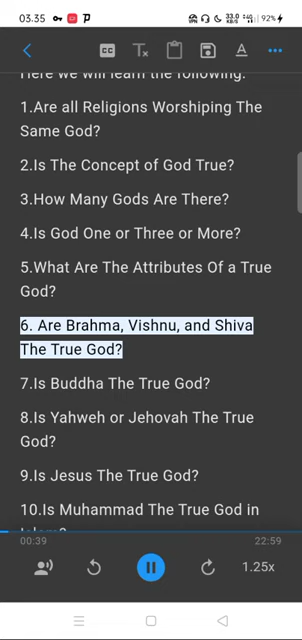 03.35
33.0
KB/S
92%
CC
Here we will learn the following:
1.Are all Religions Worshiping The
Same God?
2.Is The Concept of God True?
3.How Many Gods Are There?
4.Is God One or Three or More?
5.What Are The Attributes Of a True
God?
6. Are Brahma, Vishnu, and Shiva
The True God?
7.Is Buddha The True God?
8.Is Yahweh or Jehovah The True
God?
9.Is Jesus The True God?
10.Is Muhammad The True God in
Islam?
00:39
22:59
1.25x